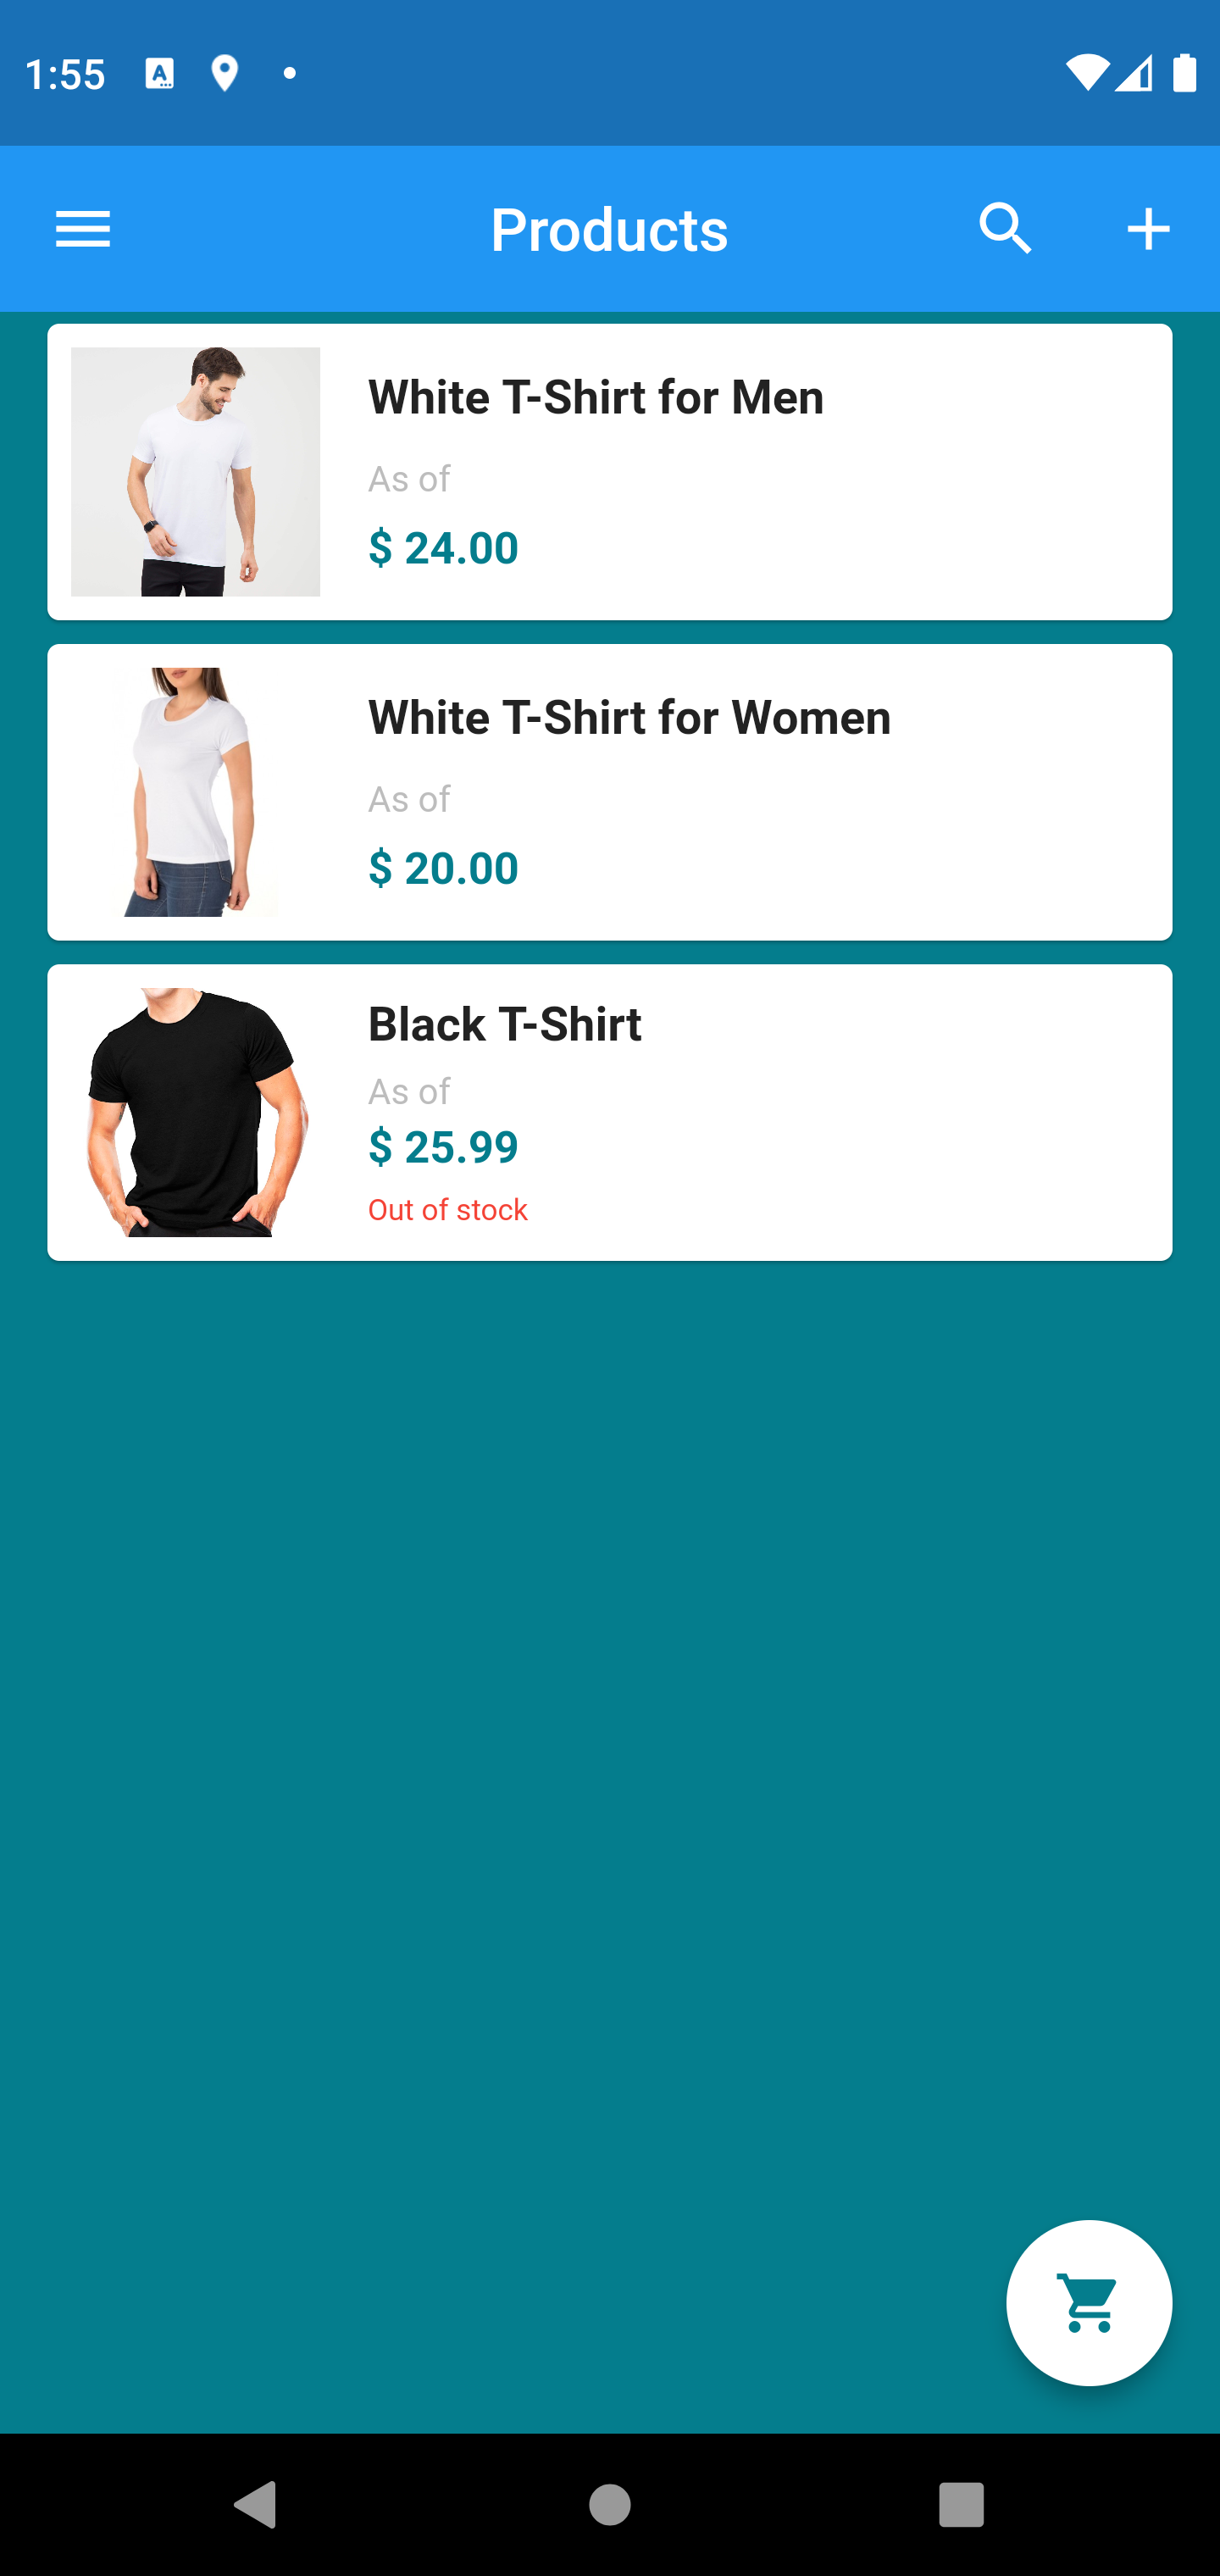 1:55
Products
White T-Shirt for Men
As of
$ 24.00
White T-Shirt for Women
As of
$ 20.00
Black T-Shirt
As of
$ 25.99
Out of stock